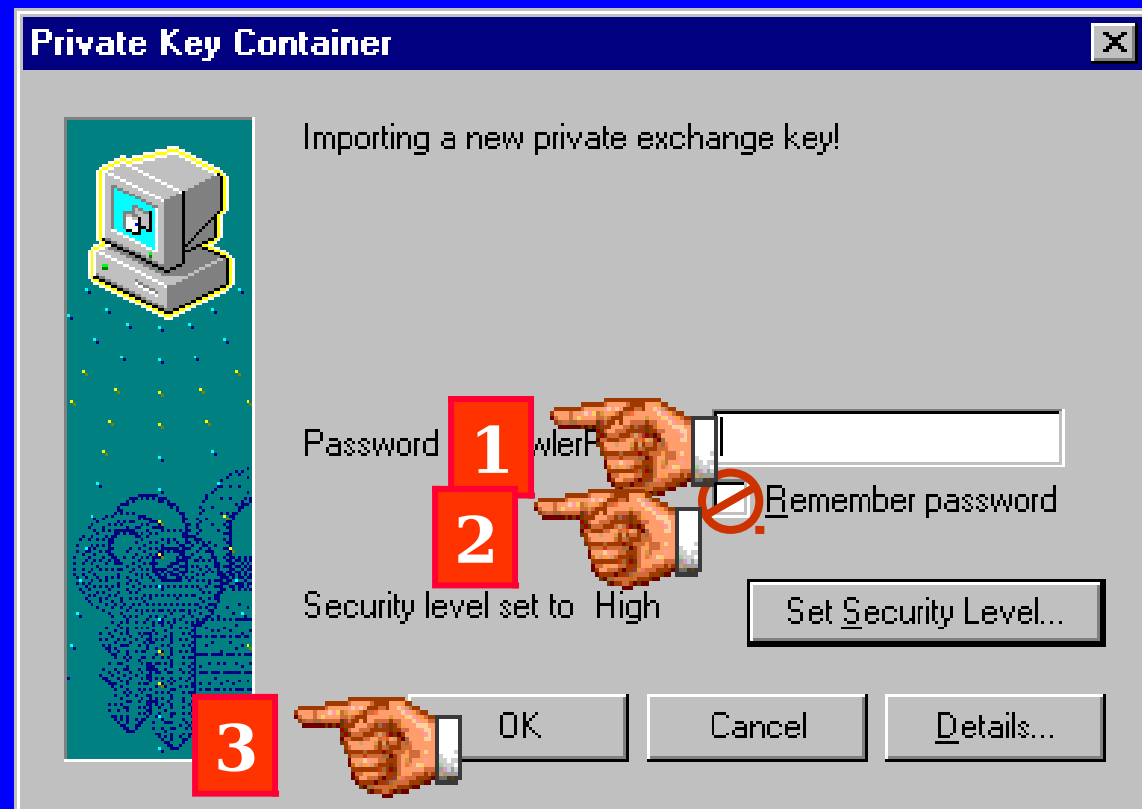 Private Key Container
Importing a new private exchange key!
Password 1
2 Remember password
Security level set to High Set Security Level...
3 OK Cancel Details...